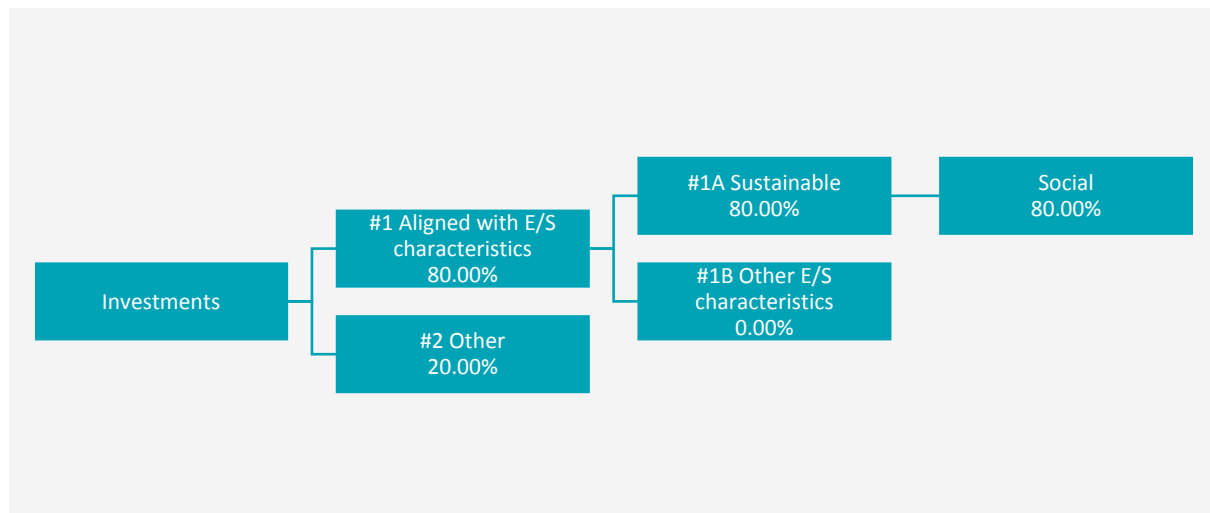 Investments
#1 Aligned with E/S
characteristics
80.00%
#2 Other
20.00%
#1A Sustainable
80.00%
#1B Other E/S
characteristics
0.00%
Social
80.00%